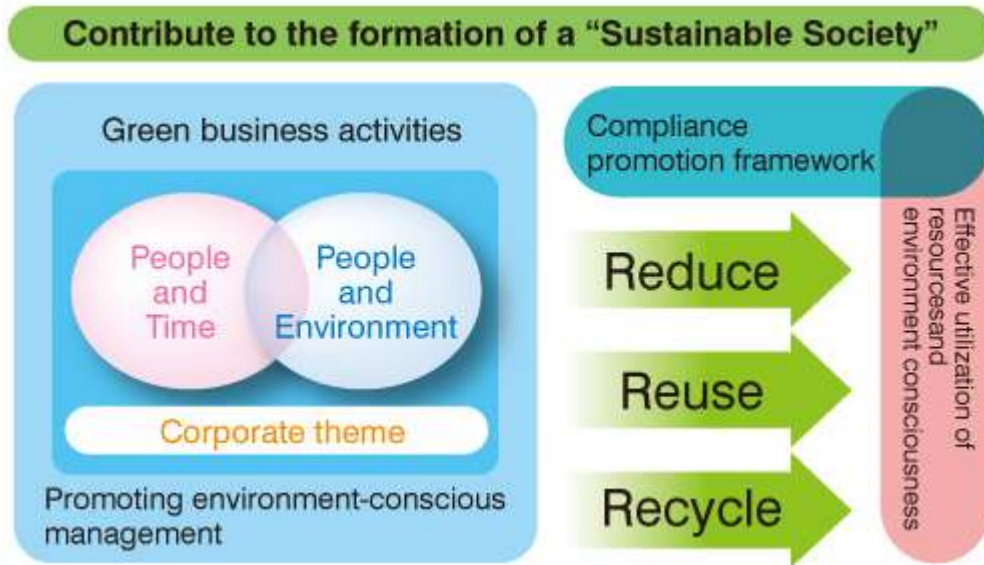 Contribute to the formation of a “Sustainable Society”
Green business activities
People
and
Time
People
and
Environment
Corporate theme
Promoting environment-conscious
management
Compliance
promotion framework
Reduce
Reuse
Recycle
Effective utilization of
resourcesand
environment consciousness